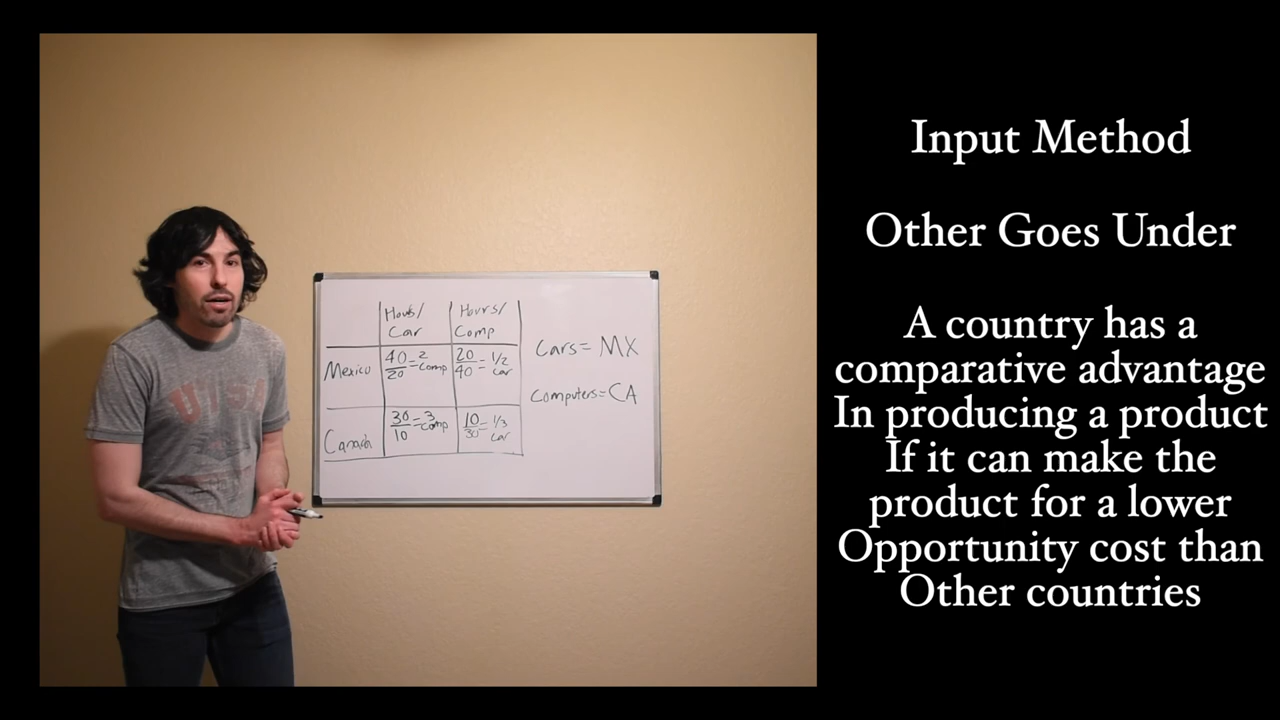 Input Method
Other Goes Under
A country has a
comparative advantage
In producing a product
If it can make the
product for a lower
Opportunity cost than
Other countries
Hours/
Car
Hours/
Comp
Mexico
40/20 = 2 comp
20/40 = 1/2 car
Canada
30/10 = 3 comp
10/30 = 1/3 car
Cars = MX
Computers = CA